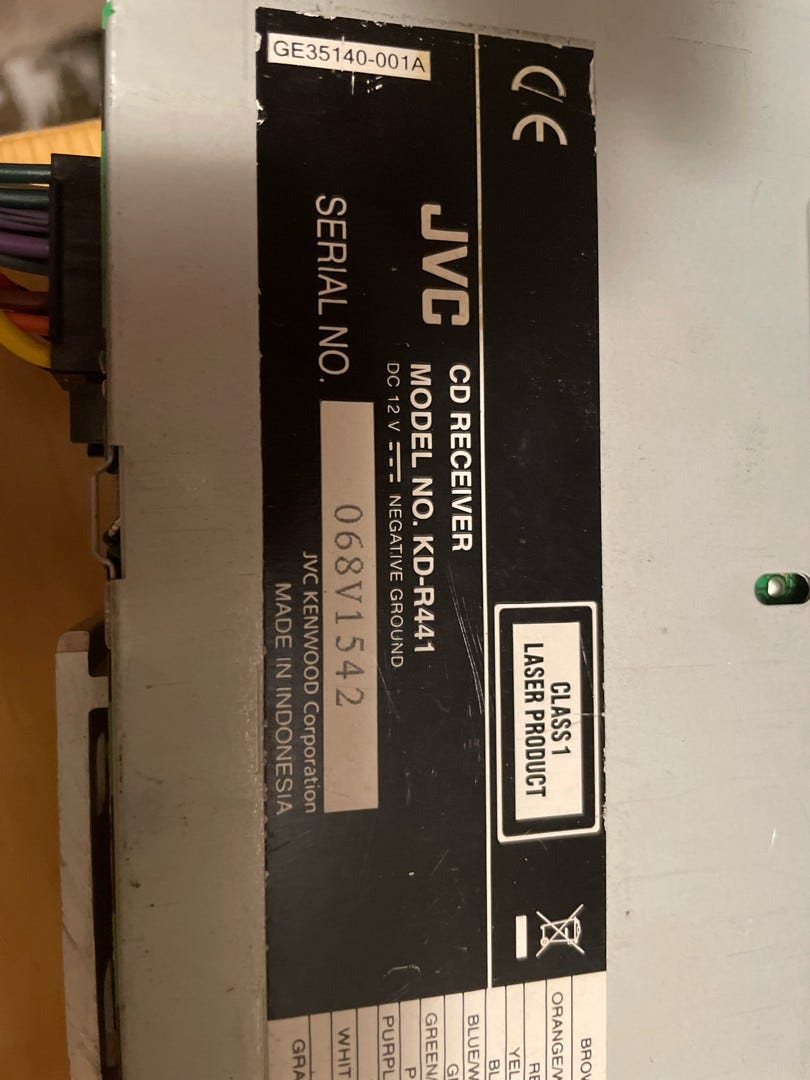 GE35140-001A
CE
CLASS 1
LASER PRODUCT
JVC
CD RECEIVER
MODEL NO. KD-R441
DC 12 V NEGATIVE GROUND
SERIAL NO. 068V1542
JVC KENWOOD Corporation
MADE IN INDONESIA